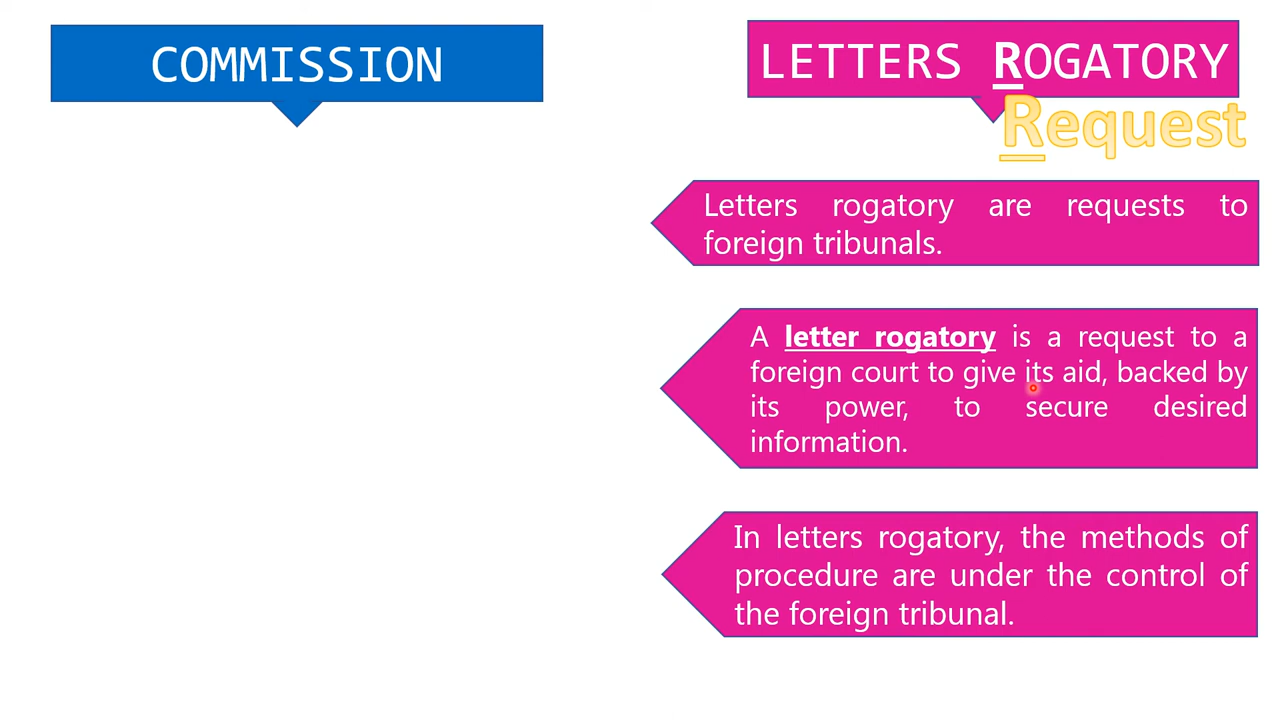 COMMISSION
LETTERS ROGATORY
Request
Letters rogatory are requests to
foreign tribunals.
A letter rogatory is a request to a
foreign court to give its aid, backed by
its power, to secure desired
information.
In letters rogatory, the methods of
procedure are under the control of
the foreign tribunal.